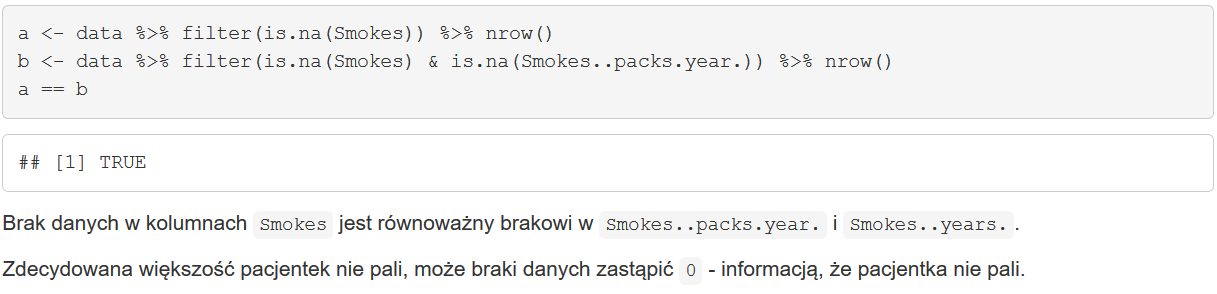 a <- data %>% filter(is.na(Smokes)) %>% nrow()
b <- data %>% filter(is.na(Smokes) & is.na(Smokes..packs.year.)) %>% nrow()
a == b
## [1] TRUE
Brak danych w kolumnach Smokes jest równoważny brakowi w Smokes..packs.year. i Smokes..years..
Zdecydowana większość pacjentek nie pali, może braki danych zastąpić 0 - informacją, że pacjentka nie pali.